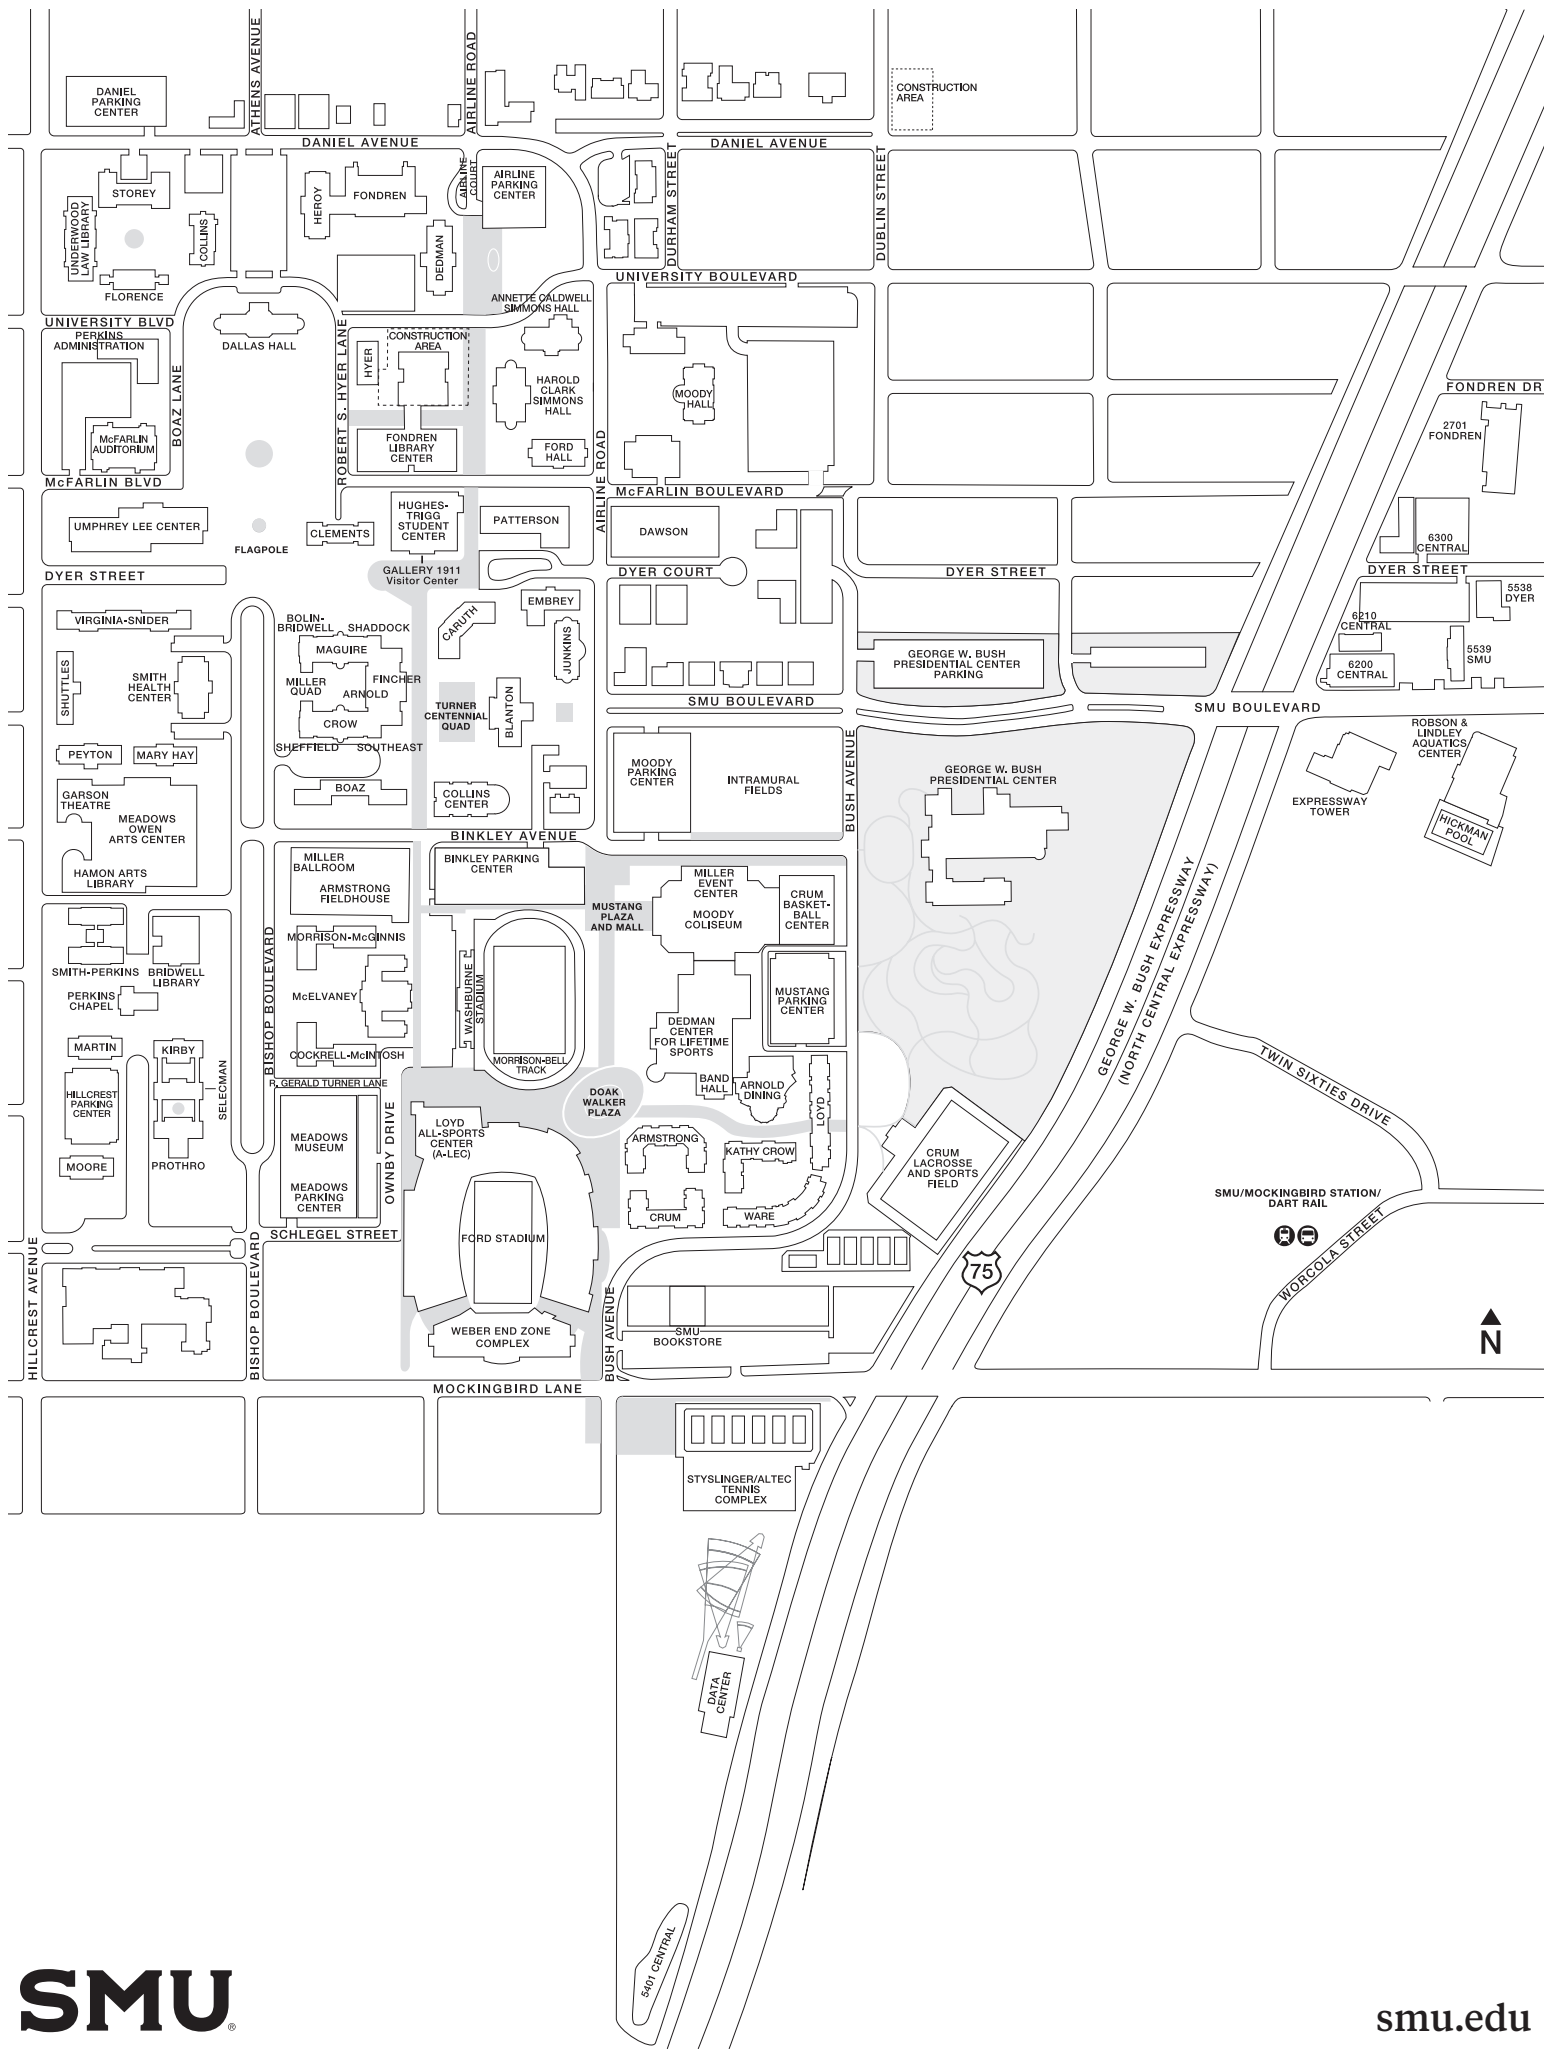 ATHENS AVENUE
AIRLINE ROAD
DANIEL
PARKING
CENTER
CONSTRUCTION
AREA
DANIEL AVENUE
DANIEL AVENUE
AIRLINE
COURT
AIRLINE
PARKING
CENTER
DURHAM STREET
DUBLIN STREET
STOREY
HEROY
FONDREN
UNDERWOOD
LAW LIBRARY
COLLINS
DEDMAN
FLORENCE
UNIVERSITY BOULEVARD
ANNETTE CALDWELL
SIMMONS HALL
UNIVERSITY BLVD
PERKINS
ADMINISTRATION
DALLAS HALL
ROBERT S. HYER LANE
CONSTRUCTION
AREA
HYER
BOAZ LANE
HAROLD
CLARK
SIMMONS
HALL
MOODY
HALL
FONDREN DR
2701
FONDREN
McFARLIN
AUDITORIUM
FONDREN
LIBRARY
CENTER
FORD
HALL
AIRLINE ROAD
McFARLIN BLVD
McFARLIN BOULEVARD
UMPHREY LEE CENTER
FLAGPOLE
CLEMENTS
HUGHES-
TRIGG
STUDENT
CENTER
PATTERSON
DAWSON
6300
CENTRAL
DYER STREET
GALLERY 1911
Visitor Center
DYER COURT
DYER STREET
DYER STREET
5538
DYER
VIRGINIA-SNIDER
BOLIN-
BRIDWELL
SHADDOCK
MAGUIRE
CARUTH
EMBREY
JUNKINS
6210
CENTRAL
5539
SMU
6200
CENTRAL
SHUTTLES
SMITH
HEALTH
CENTER
MILLER
QUAD
FINCHER
ARNOLD
CROW
SHEFFIELD
SOUTHEAST
TURNER
CENTENNIAL
QUAD
BLANTON
GEORGE W. BUSH
PRESIDENTIAL CENTER
PARKING
SMU BOULEVARD
SMU BOULEVARD
PEYTON
MARY HAY
BOAZ
COLLINS
CENTER
MOODY
PARKING
CENTER
INTRAMURAL
FIELDS
BUSH AVENUE
GEORGE W. BUSH
PRESIDENTIAL CENTER
ROBSON &
LINDLEY
AQUATICS
CENTER
EXPRESSWAY
TOWER
HICKMAN
POOL
GARSON
THEATRE
MEADOWS
OWEN
ARTS CENTER
HAMON ARTS
LIBRARY
BINKLEY AVENUE
MILLER
BALLROOM
ARMSTRONG
FIELDHOUSE
BINKLEY PARKING
CENTER
MUSTANG
PLAZA
AND MALL
MILLER
EVENT
CENTER
MOODY
COLISEUM
CRUM
BASKET-
BALL
CENTER
GEORGE W. BUSH EXPRESSWAY
(NORTH CENTRAL EXPRESSWAY)
SMITH-PERKINS
BRIDWELL
LIBRARY
BISHOP BOULEVARD
MORRISON-McGINNIS
McELVANEY
WASHBURNE
STADIUM
PERKINS
CHAPEL
MUSTANG
PARKING
CENTER
DEDMAN
CENTER
FOR LIFETIME
SPORTS
MARTIN
KIRBY
COCKRELL-McINTOSH
MORRISON-BELL
TRACK
TWIN SIXTIES DRIVE
R. GERALD TURNER LANE
HILLCREST
PARKING
CENTER
SELECMAN
BAND
HALL
ARNOLD
DINING
LOYD
DOAK
WALKER
PLAZA
MEADOWS
MUSEUM
OWNBY DRIVE
LOYD
ALL-SPORTS
CENTER
(A-LEC)
ARMSTRONG
KATHY CROW
CRUM
LACROSSE
AND SPORTS
FIELD
MOORE
PROTHRO
MEADOWS
PARKING
CENTER
CRUM
WARE
SMU/MOCKINGBIRD STATION/
DART RAIL
WORCOLA STREET
SCHLEGEL STREET
FORD STADIUM
75
HILLCREST AVENUE
BISHOP BOULEVARD
BUSH AVENUE
WEBER END ZONE
COMPLEX
SMU
BOOKSTORE
N
MOCKINGBIRD LANE
STYSLINGER/ALTEC
TENNIS
COMPLEX
DATA
CENTER
5401 CENTRAL
SMU®
smu.edu